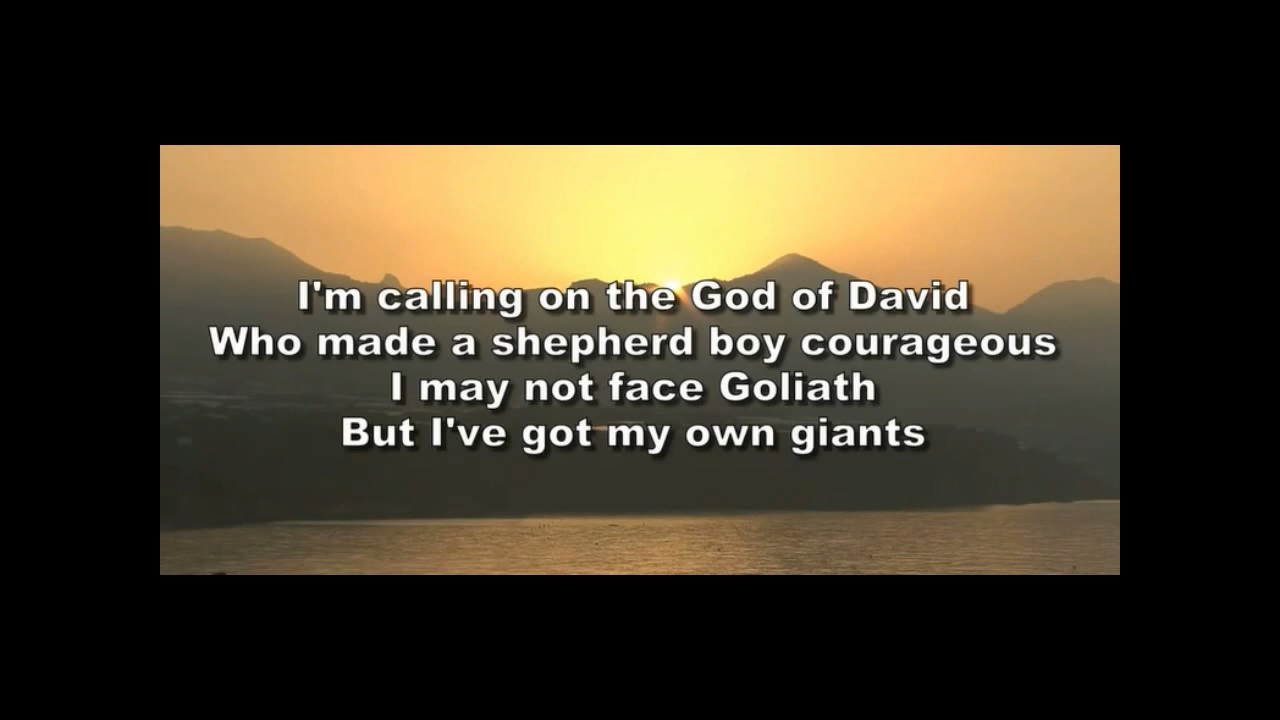 I'm calling on the God of David
Who made a shepherd boy courageous
I may not face Goliath
But I've got my own giants